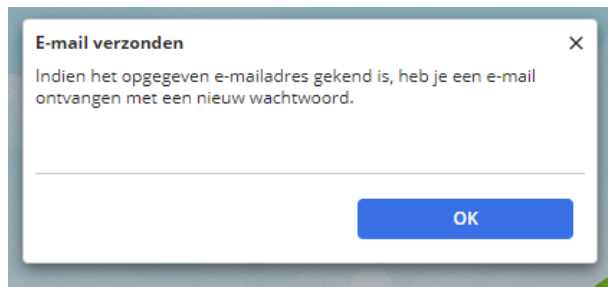 E-mail verzonden
Indien het opgegeven e-mailadres gekend is, heb je een e-mail
ontvangen met een nieuw wachtwoord.
OK